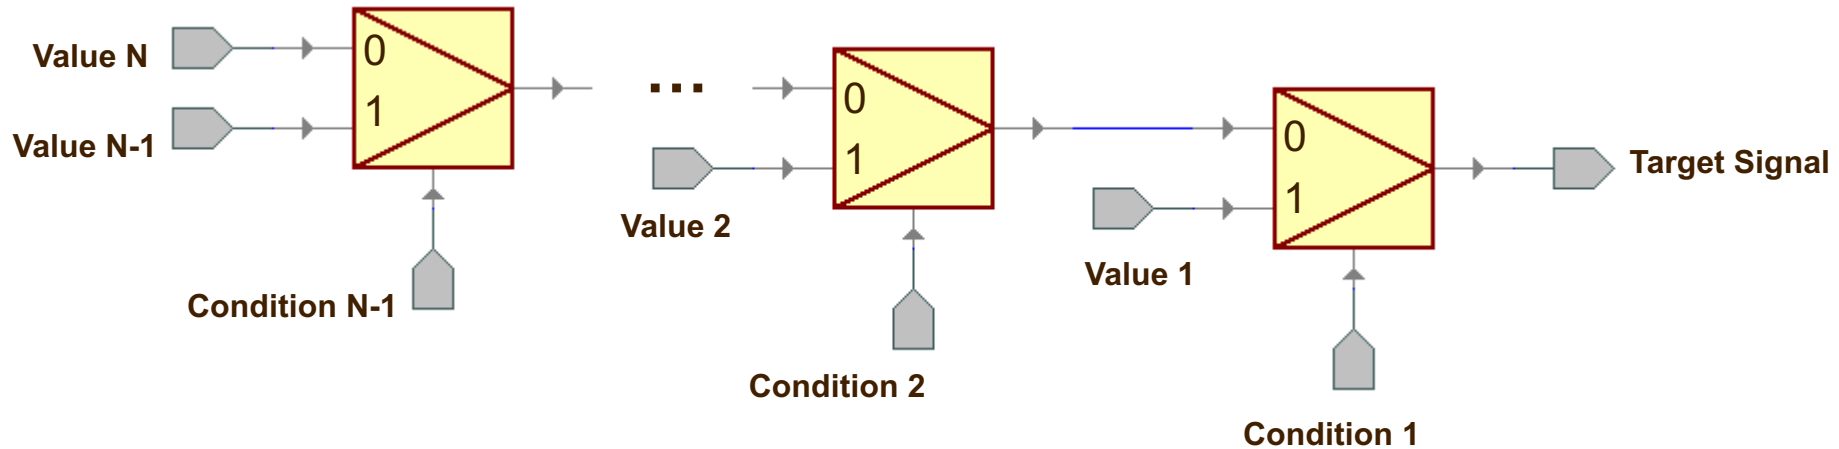 Value N
0
1
Value N-1
Condition N-1
...
0
1
Value 2
Condition 2
0
1
Value 1
Condition 1
Target Signal